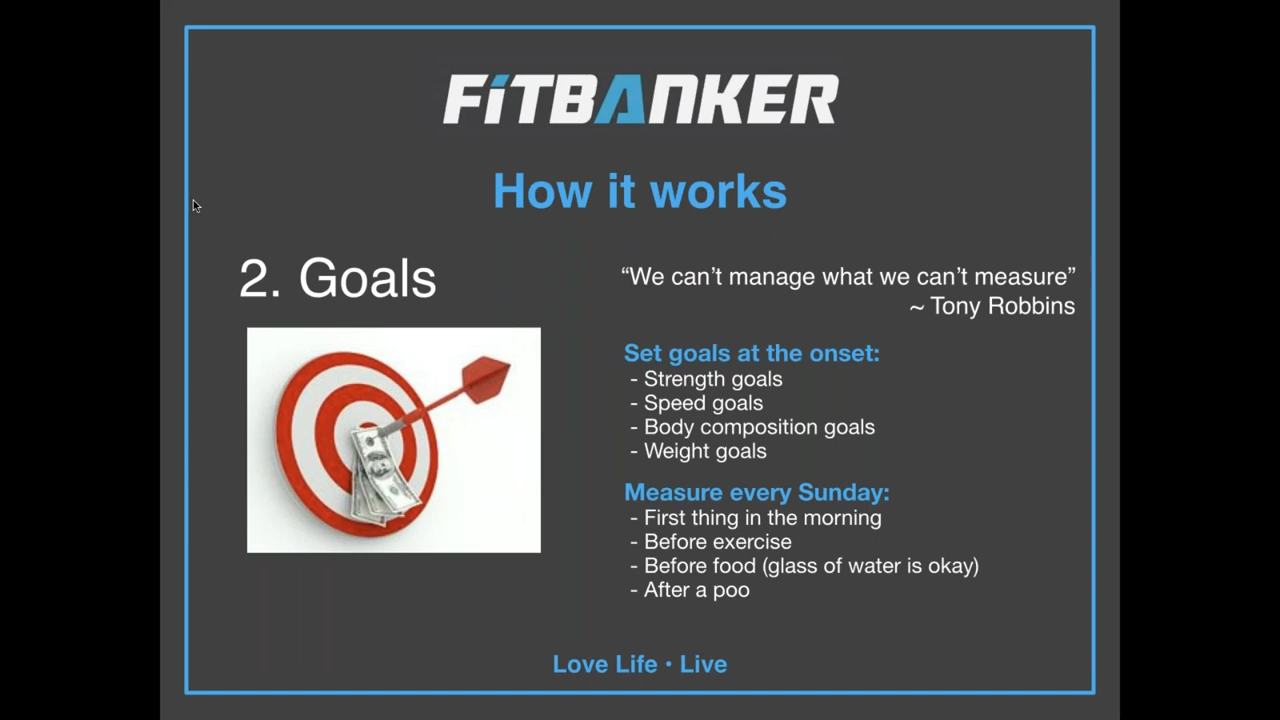 FiTBANKER
How it works
2. Goals
“We can’t manage what we can’t measure”
~ Tony Robbins
Set goals at the onset:
- Strength goals
- Speed goals
- Body composition goals
- Weight goals
Measure every Sunday:
- First thing in the morning
- Before exercise
- Before food (glass of water is okay)
- After a poo
Love Life • Live